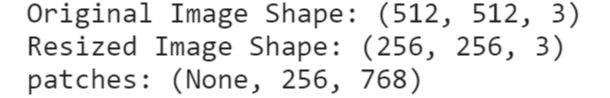 Original Image Shape: (512, 512, 3)
Resized Image Shape: (256, 256, 3)
patches: (None, 256, 768)